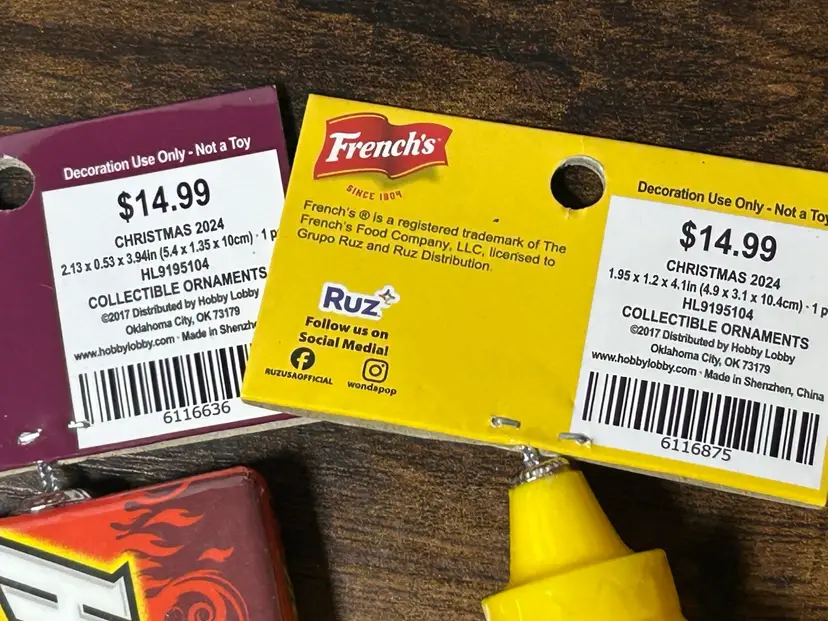 Decoration Use Only - Not a Toy
$14.99
CHRISTMAS 2024
2.13 x 0.53 x 3.94in (5.4 x 1.35 x 10cm) · 1 p
HL9195104
COLLECTIBLE ORNAMENTS
©2017 Distributed by Hobby Lobby
Oklahoma City, OK 73179
www.hobbylobby.com · Made in Shenzhe
6116636
French's
SINCE 1904
French's ® is a registered trademark of The
French's Food Company, LLC, licensed to
Grupo Ruz and Ruz Distribution.
Ruz
Follow us on
Social Media!
RUZUSAOFFICIAL
wondapop
Decoration Use Only - Not a Toy
$14.99
CHRISTMAS 2024
1.95 x 1.2 x 4.1in (4.9 x 3.1 x 10.4cm) · 1 p
HL9195104
COLLECTIBLE ORNAMENTS
©2017 Distributed by Hobby Lobby
Oklahoma City, OK 73179
www.hobbylobby.com · Made in Shenzhen, China
6116875